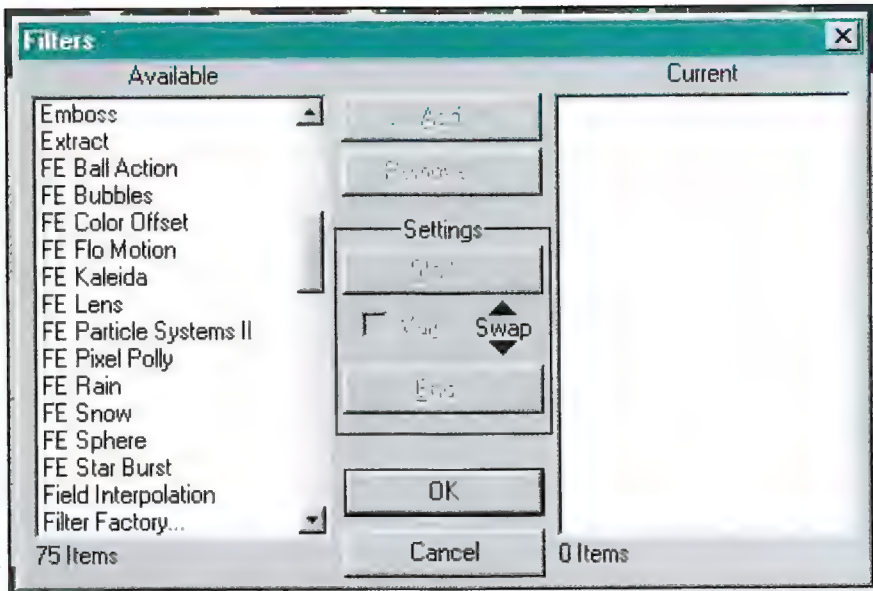 Filters
Available
Current
Emboss
Extract
FE Ball Action
FE Bubbles
FE Color Offset
FE Flo Motion
FE Kaleida
FE Lens
FE Particle Systems II
FE Pixel Polly
FE Rain
FE Snow
FE Sphere
FE Star Burst
Field Interpolation
Filter Factory...
75 Items
Settings
Swap
End
OK
Cancel
0 Items